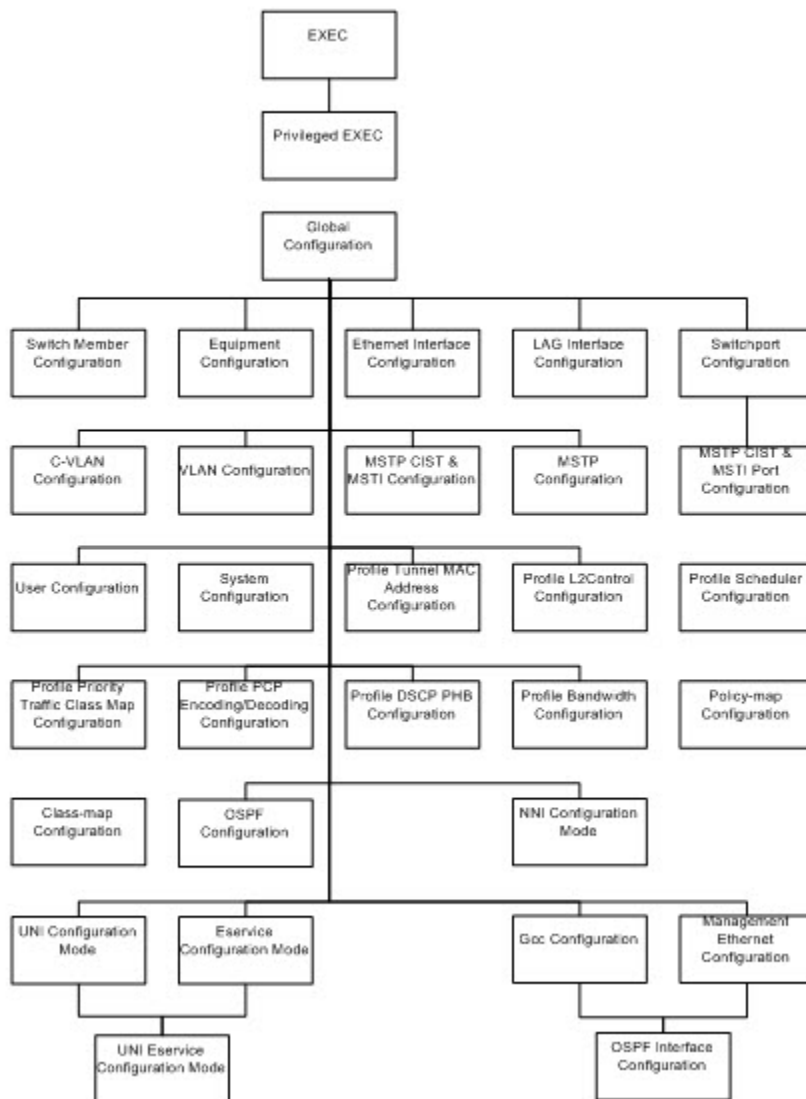 EXEC
Privileged EXEC
Global
Configuration
Switch Member
Configuration
Equipment
Configuration
Ethernet Interface
Configuration
LAG Interface
Configuration
Switchport
Configuration
C-VLAN
Configuration
VLAN Configuration
MSTP CIST &
MSTI Configuration
MSTP
Configuration
MSTP CIST &
MSTI Port
Configuration
User Configuration
System
Configuration
Profile Tunnel MAC
Address
Configuration
Profile L2Control
Configuration
Profile Scheduler
Configuration
Profile Priority
Traffic Class Map
Configuration
Profile PCP
Encoding/Decoding
Configuration
Profile DSCP PHB
Configuration
Profile Bandwidth
Configuration
Policy-map
Configuration
Class-map
Configuration
OSPF
Configuration
NNI Configuration
Mode
UNI Configuration
Mode
Eservice
Configuration Mode
Gcc Configuration
Management
Ethernet
Configuration
UNI Eservice
Configuration Mode
OSPF Interface
Configuration